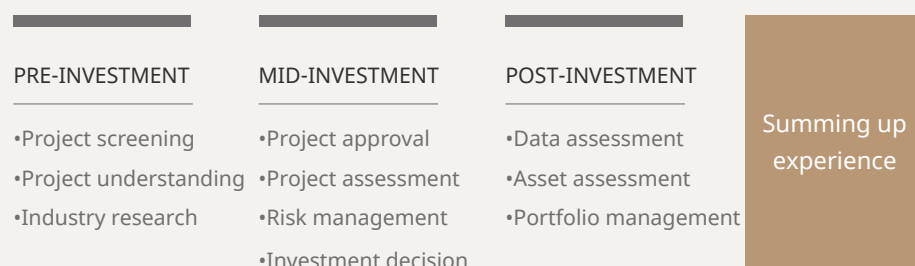 PRE-INVESTMENT
•Project screening
•Project understanding
•Industry research
MID-INVESTMENT
•Project approval
•Project assessment
•Risk management
•Investment decision
POST-INVESTMENT
•Data assessment
•Asset assessment
•Portfolio management
Summing up
experience